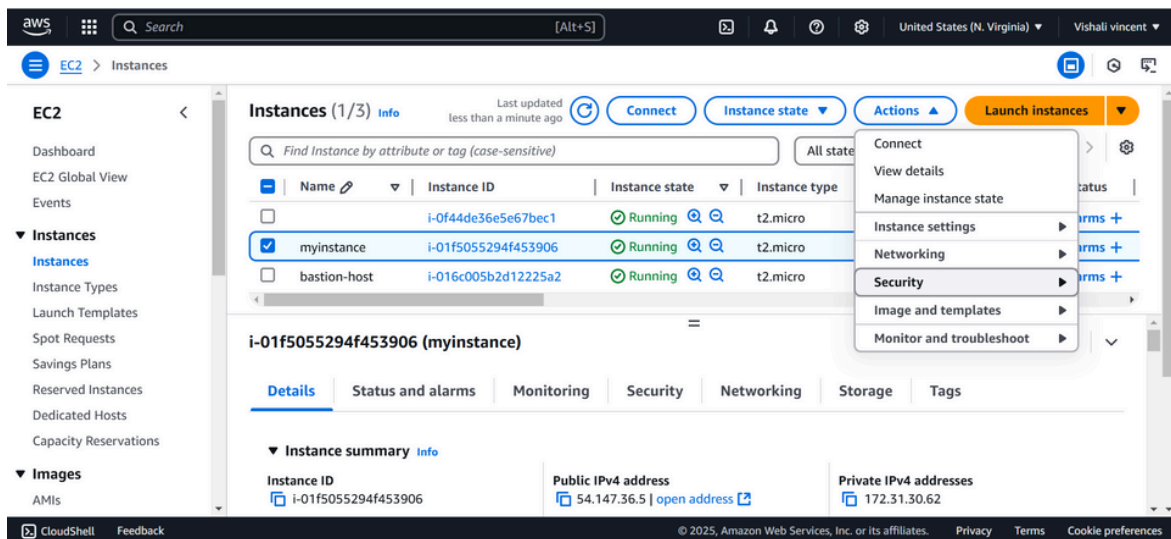 aws
Search [Alt+S]
United States (N. Virginia) Vishali vincent
EC2 > Instances
EC2
Dashboard
EC2 Global View
Events
Instances
Instances
Instance Types
Launch Templates
Spot Requests
Savings Plans
Reserved Instances
Dedicated Hosts
Capacity Reservations
Images
AMIs
Instances (1/3) Info
Last updated
less than a minute ago
Connect Instance state Actions Launch instances
Find Instance by attribute or tag (case-sensitive) All state
Name Instance ID Instance state Instance type tatus
i-0f44de36e5e67bec1 Running t2.micro arms +
myinstance i-01f5055294f453906 Running t2.micro arms +
bastion-host i-016c005b2d12225a2 Running t2.micro arms +
Connect
View details
Manage instance state
Instance settings
Networking
Security
Image and templates
Monitor and troubleshoot
i-01f5055294f453906 (myinstance)
Details Status and alarms Monitoring Security Networking Storage Tags
Instance summary Info
Instance ID
i-01f5055294f453906
Public IPv4 address
54.147.36.5 | open address
Private IPv4 addresses
172.31.30.62
CloudShell Feedback © 2025, Amazon Web Services, Inc. or its affiliates. Privacy Terms Cookie preferences